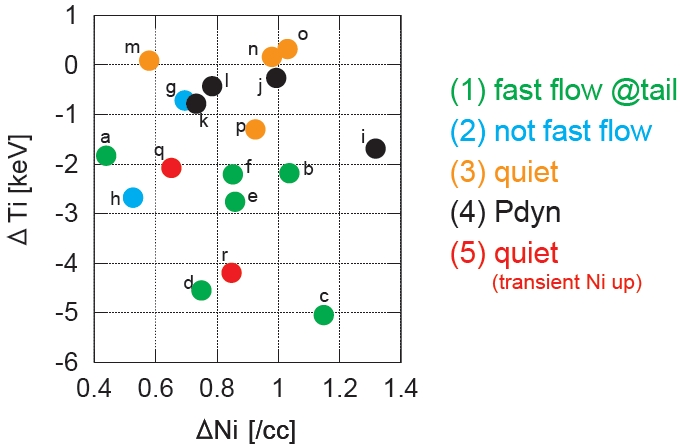 1
0
-1
-2
-3
-4
-5
-6
Δ Ti [keV]
0.4 0.6 0.8 1 1.2 1.4
ΔNi [/cc]
m
n
o
g
l
j
k
p
i
a
q
f
b
h
e
r
d
c
(1) fast flow @tail
(2) not fast flow
(3) quiet
(4) Pdyn
(5) quiet
(transient Ni up)